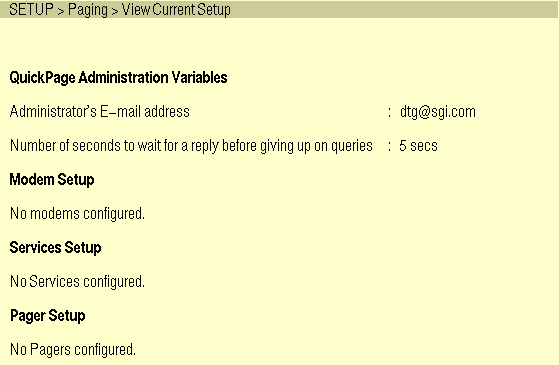 SETUP > Paging > View Current Setup
QuickPage Administration Variables
Administrator's E–mail address : dtg@sgi.com
Number of seconds to wait for a reply before giving up on queries : 5 secs
Modem Setup
No modems configured.
Services Setup
No Services configured.
Pager Setup
No Pagers configured.